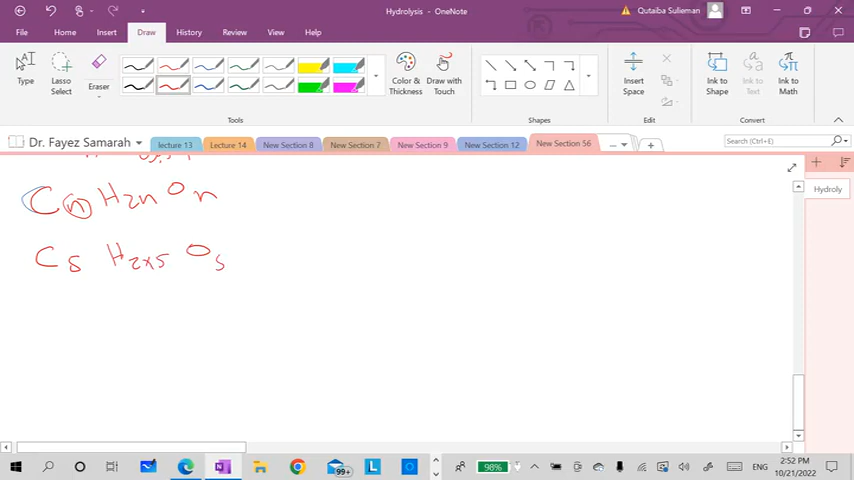 Hydrolysis - OneNote
Qutaiba Sulieman
File Home Insert Draw History Review View Help
Type
Lasso Select
Eraser
Color & Thickness
Draw with Touch
Insert Space
Ink to Shape
Ink to Text
Ink to Math
Tools Shapes Edit Convert
Dr. Fayez Samarah lecture 13 Lecture 14 New Section 8 New Section 7 New Section 9 New Section 12 New Section 56
Search (Ctrl+E)
Hydroly
Cn H2n On
C5 H2x5 O5
99+
L
98%
ENG
2:52 PM
10/21/2022